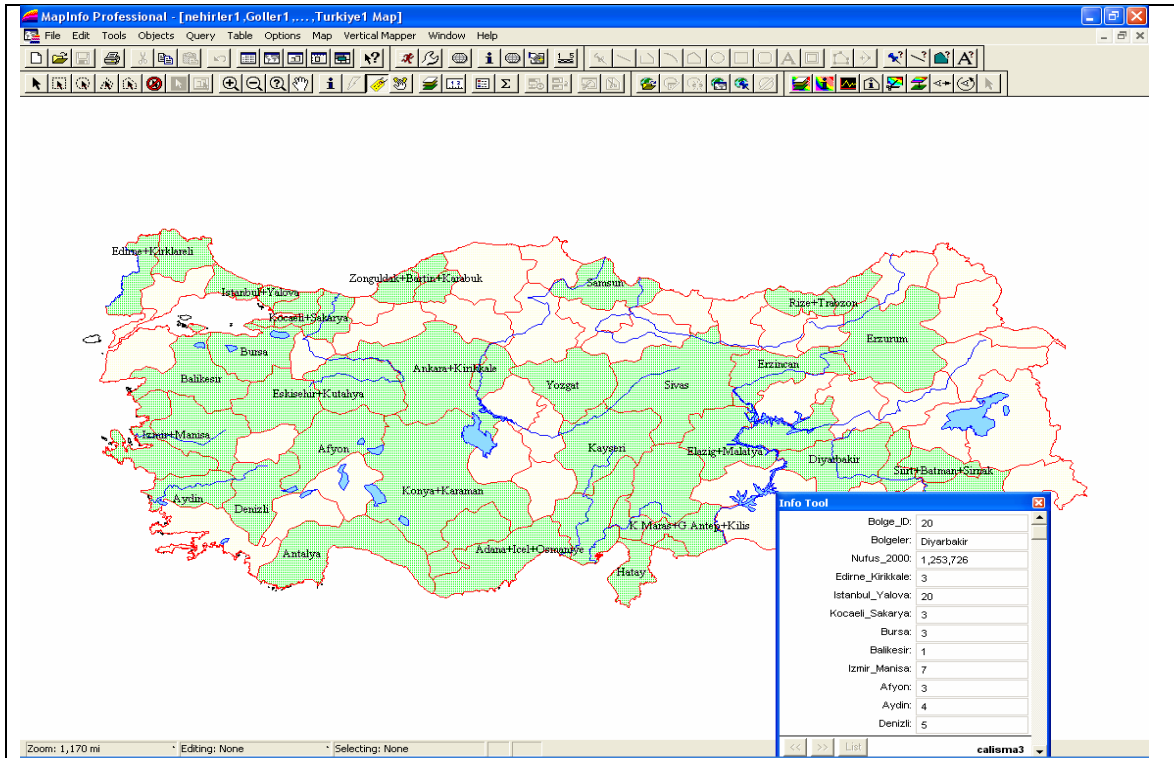 MapInfo Professional - [nehirler1,Goller1,...,Turkiye1 Map]
File Edit Tools Objects Query Table Options Map Vertical Mapper Window Help
Edirne+Kirklareli
Istanbul+Yalova
Zonguldak+Bartin+Karabuk
Samsun
Rize+Trabzon
Kocaeli+Sakarya
Erzurum
Bursa
Ankara+Kirikkale
Erzincan
Balikesir
Eskisehir+Kutahya
Yozgat
Sivas
Izmir+Manisa
Afyon
Kayseri
Elazig+Malatya
Diyarbakir
Siirt+Batman+Sirnak
Aydin
Denizli
Konya+Karaman
K Maras+G Antep+Kilis
Antalya
Adana+Icel+Osmaniye
Hatay
Info Tool
Bolge_ID: 20
Bolgeler: Diyarbakir
Nufus_2000: 1,253,726
Edirne_Kirikkale: 3
Istanbul_Yalova: 20
Kocaeli_Sakarya: 3
Bursa: 3
Balikesir: 1
Izmir_Manisa: 7
Afyon: 3
Aydin: 4
Denizli: 5
<< >> List calisma3
Zoom: 1,170 mi Editing: None Selecting: None